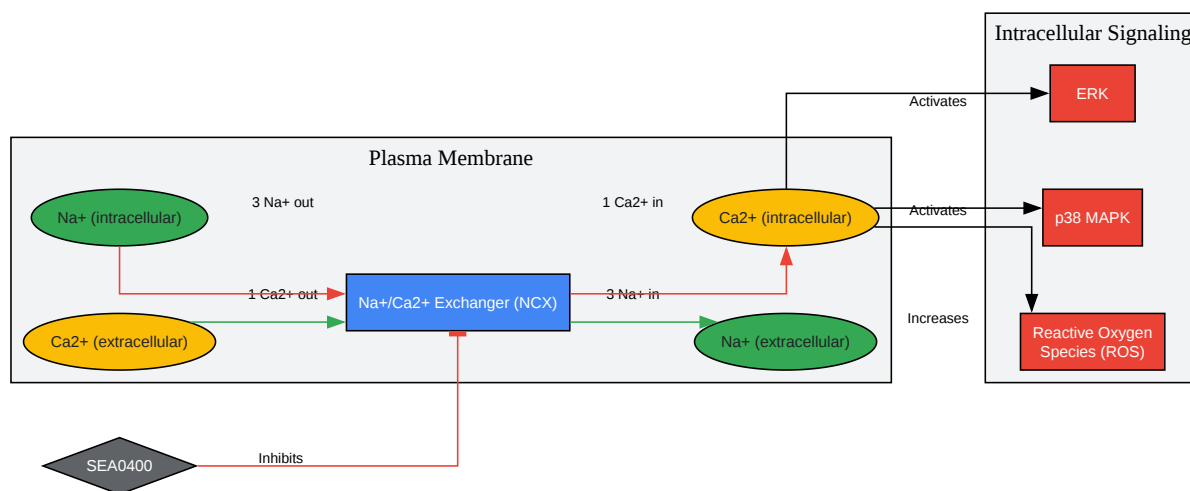 Intracellular Signaling
ERK
Activates
Plasma Membrane
Na+ (intracellular)
3 Na+ out
1 Ca2+ in
Ca2+ (intracellular)
Activates
p38 MAPK
1 Ca2+ out
Na+/Ca2+ Exchanger (NCX)
3 Na+ in
Ca2+ (extracellular)
Na+ (extracellular)
Increases
Reactive Oxygen
Species (ROS)
SEA0400
Inhibits